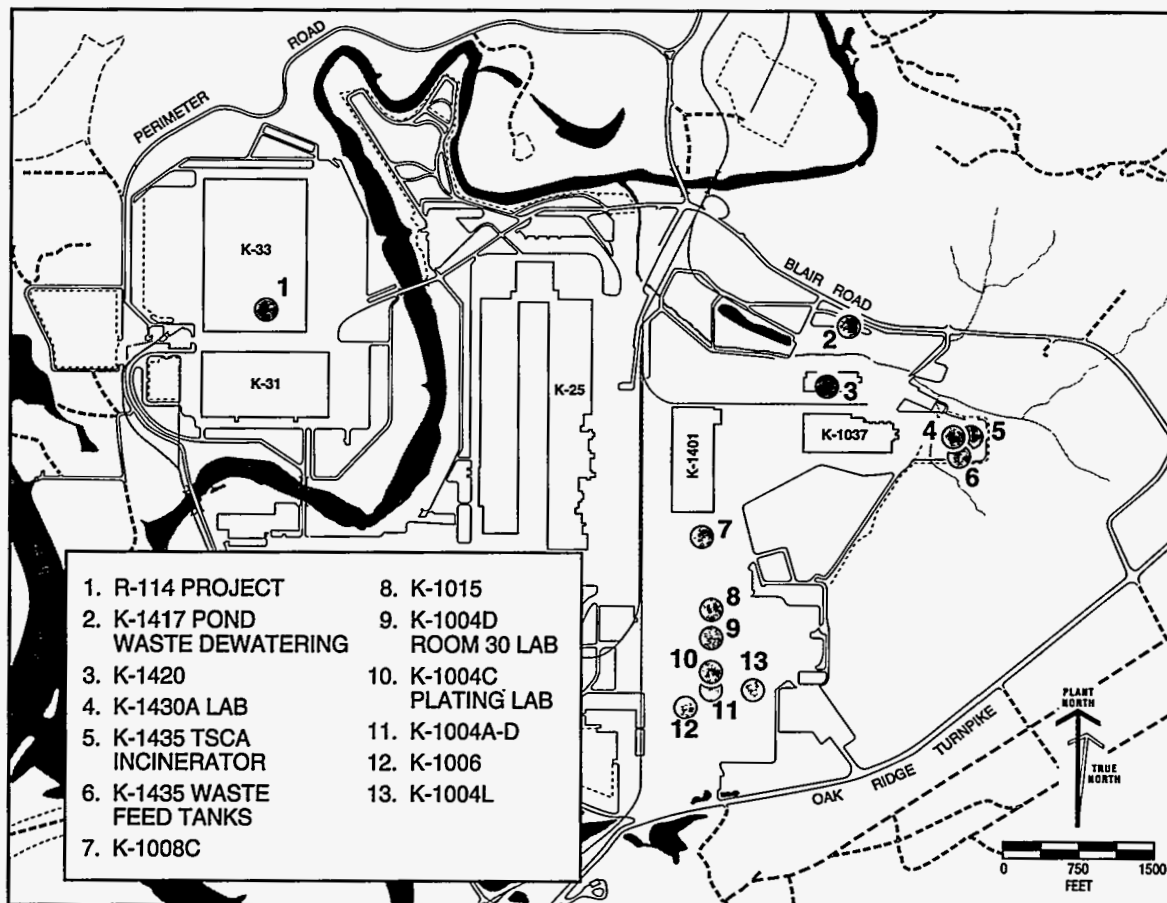 PERIMETER ROAD
K-33
1
K-31
K-25
BLAIR ROAD
2
3
K-1401
K-1037
4
5
6
7
8
9
10
13
11
12
1. R-114 PROJECT
2. K-1417 POND
WASTE DEWATERING
3. K-1420
4. K-1430A LAB
5. K-1435 TSCA
INCINERATOR
6. K-1435 WASTE
FEED TANKS
7. K-1008C
8. K-1015
9. K-1004D
ROOM 30 LAB
10. K-1004C
PLATING LAB
11. K-1004A-D
12. K-1006
13. K-1004L
OAK RIDGE TURNPIKE
PLANT
NORTH
TRUE
NORTH
0 750 1500
FEET